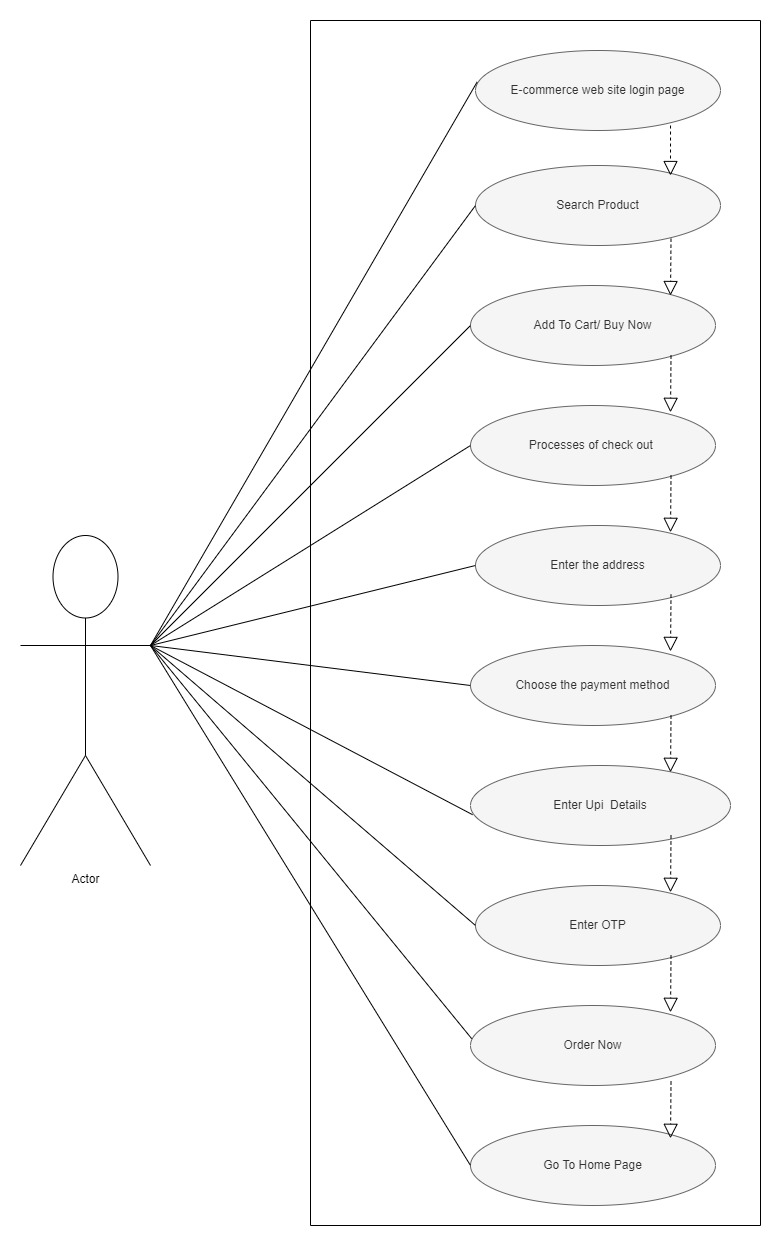 E-commerce web site login page
Search Product
Add To Cart/ Buy Now
Processes of check out
Enter the address
Choose the payment method
Enter Upi  Details
Actor
Enter OTP
Order Now
Go To Home Page